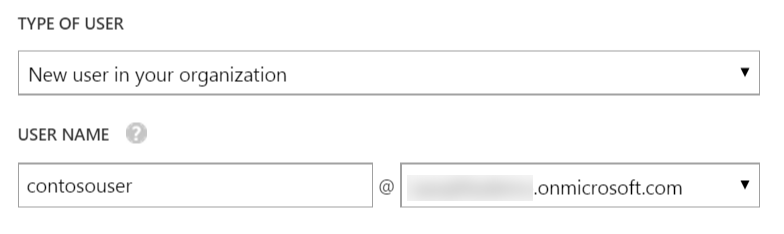 TYPE OF USER
New user in your organization
USER NAME ?
contosouser @ .onmicrosoft.com